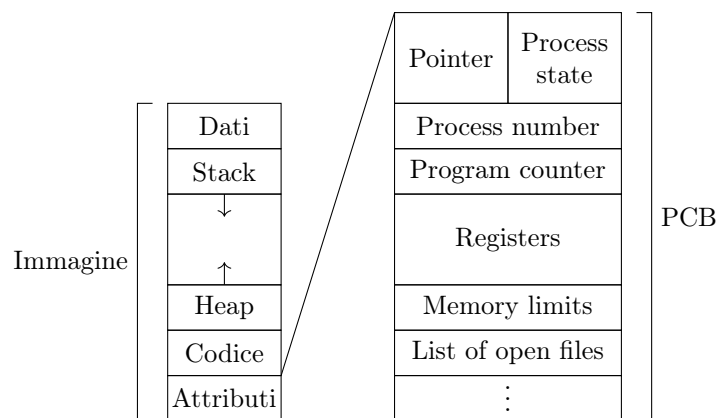 Immagine
Dati
Stack
Heap
Codice
Attributi
Pointer
Process
state
Process number
Program counter
Registers
Memory limits
List of open files
⋮
PCB